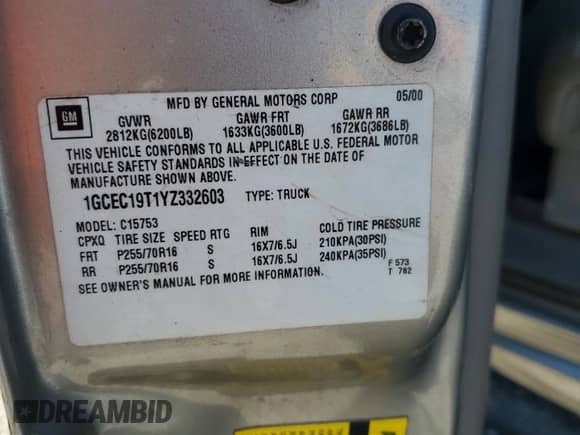 MFD BY GENERAL MOTORS CORP 05/00
GM
GVWR GAWR FRT GAWR RR
2812KG(6200LB) 1633KG(3600LB) 1672KG(3686LB)
THIS VEHICLE CONFORMS TO ALL APPLICABLE U.S. FEDERAL MOTOR
VEHICLE SAFETY STANDARDS IN EFFECT ON THE DATE OF
MANUFACTURE SHOWN ABOVE.
1GCEC19T1YZ332603 TYPE: TRUCK
MODEL: C15753
CPXQ TIRE SIZE SPEED RTG RIM COLD TIRE PRESSURE
FRT P255/70R16 S 16X7/6.5J 210KPA(30PSI)
RR P255/70R16 S 16X7/6.5J 240KPA(35PSI)
SEE OWNER'S MANUAL FOR MORE INFORMATION.
F 573
T 782
DREAMBID